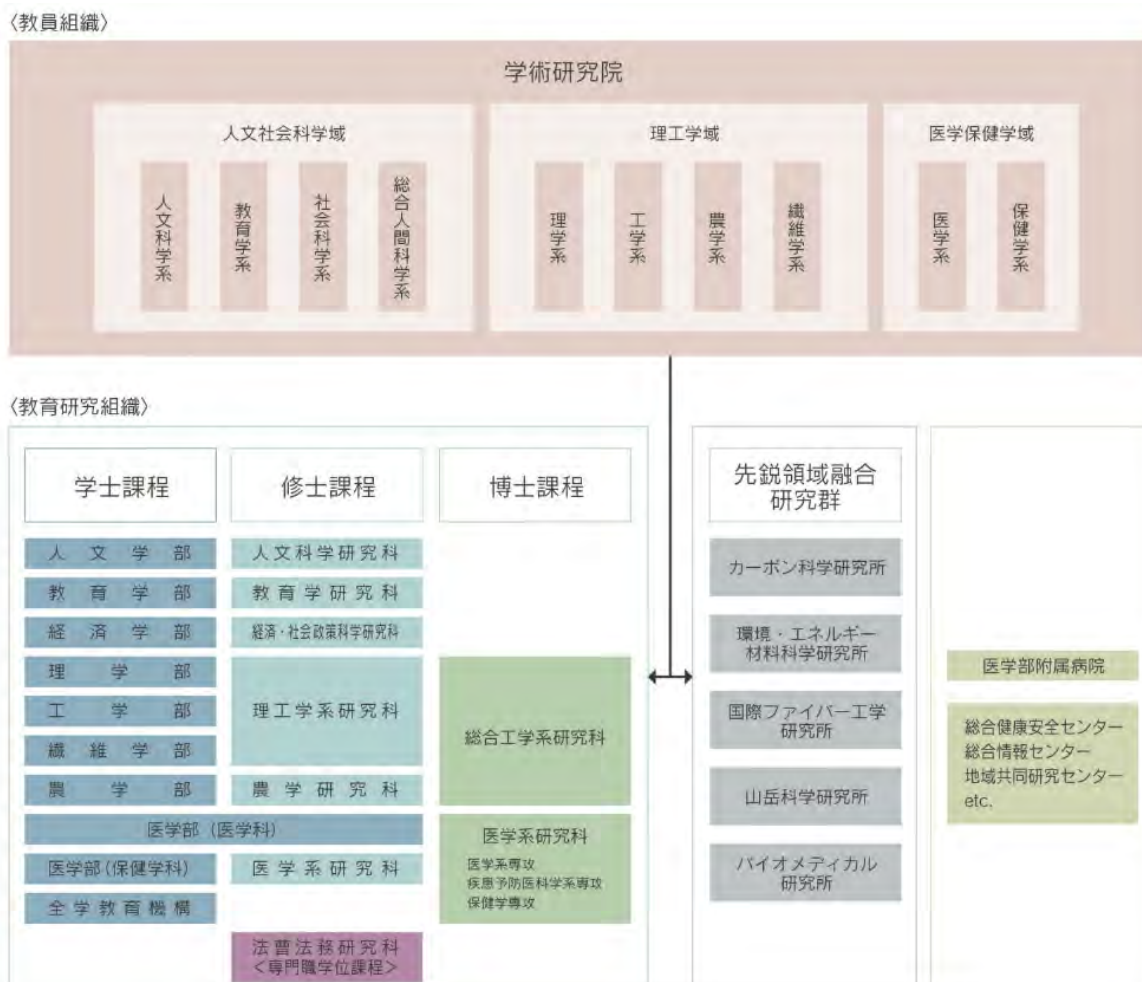 〈教員組織〉
学術研究院
人文社会科学域
人文科学系
教育学系
社会科学系
総合人間科学系
理工学域
理学系
工学系
農学系
繊維学系
医学保健学域
医学系
保健学系
〈教育研究組織〉
学士課程
人文学部
教育学部
経済学部
理学部
工学部
繊維学部
農学部
医学部（医学科）
医学部（保健学科）
全学教育機構
修士課程
人文科学研究科
教育学研究科
経済・社会政策科学研究科
理工学系研究科
農学研究科
医学系研究科
法曹法務研究科
＜専門職学位課程＞
博士課程
総合工学系研究科
医学系研究科
医学系専攻
疾患予防医科学系専攻
保健学専攻
先鋭領域融合
研究群
カーボン科学研究所
環境・エネルギー
材料科学研究所
国際ファイバー工学
研究所
山岳科学研究所
バイオメディカル
研究所
医学部附属病院
総合健康安全センター
総合情報センター
地域共同研究センター
etc.